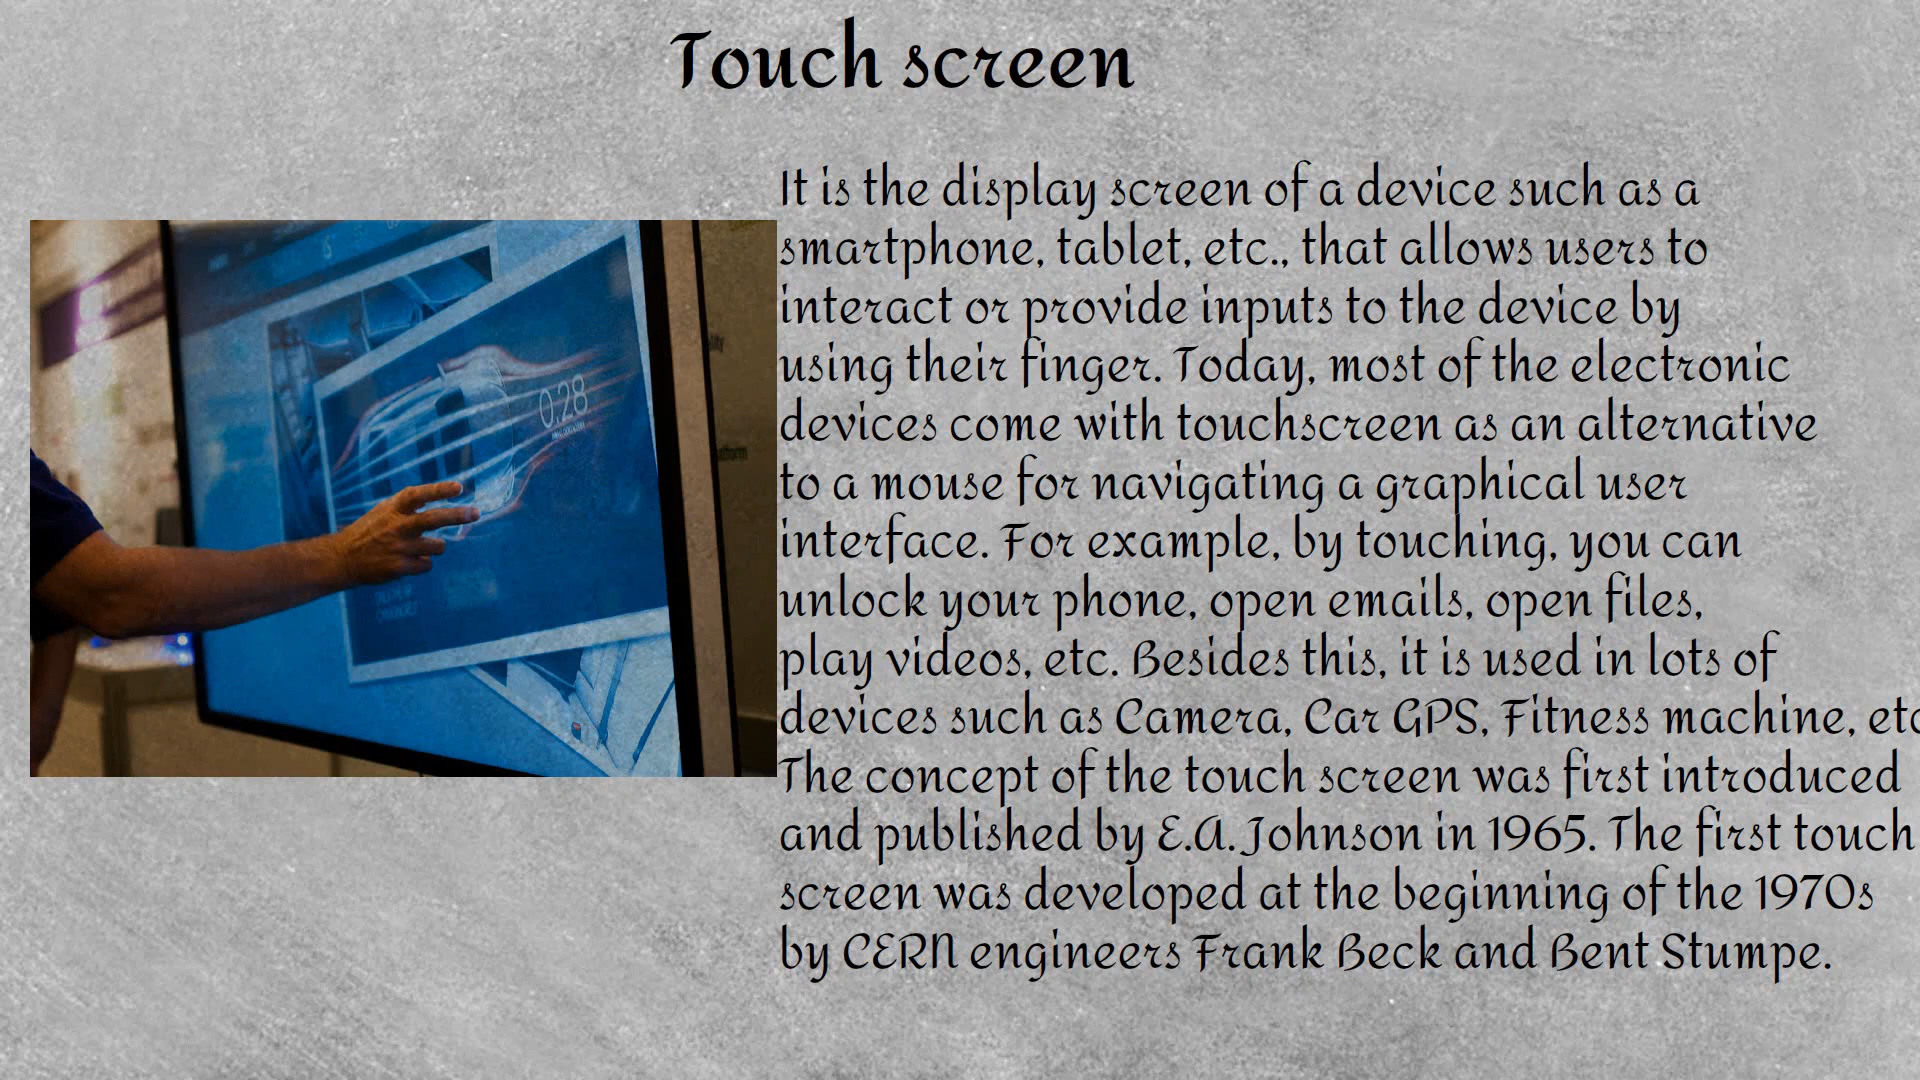 Touch screen
It is the display screen of a device such as a
smartphone, tablet, etc., that allows users to
interact or provide inputs to the device by
using their finger. Today, most of the electronic
devices come with touchscreen as an alternative
to a mouse for navigating a graphical user
interface. For example, by touching, you can
unlock your phone, open emails, open files,
play videos, etc. Besides this, it is used in lots of
devices such as Camera, Car GPS, Fitness machine, etc
The concept of the touch screen was first introduced
and published by E.A. Johnson in 1965. The first touch
screen was developed at the beginning of the 1970s
by CERN engineers Frank Beck and Bent Stumpe.
0.28